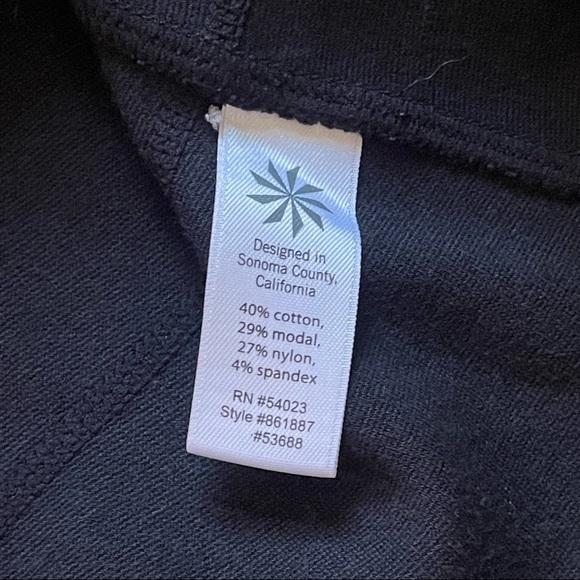 Designed in
Sonoma County,
California
40% cotton,
29% modal,
27% nylon,
4% spandex
RN #54023
Style #861887
#53688